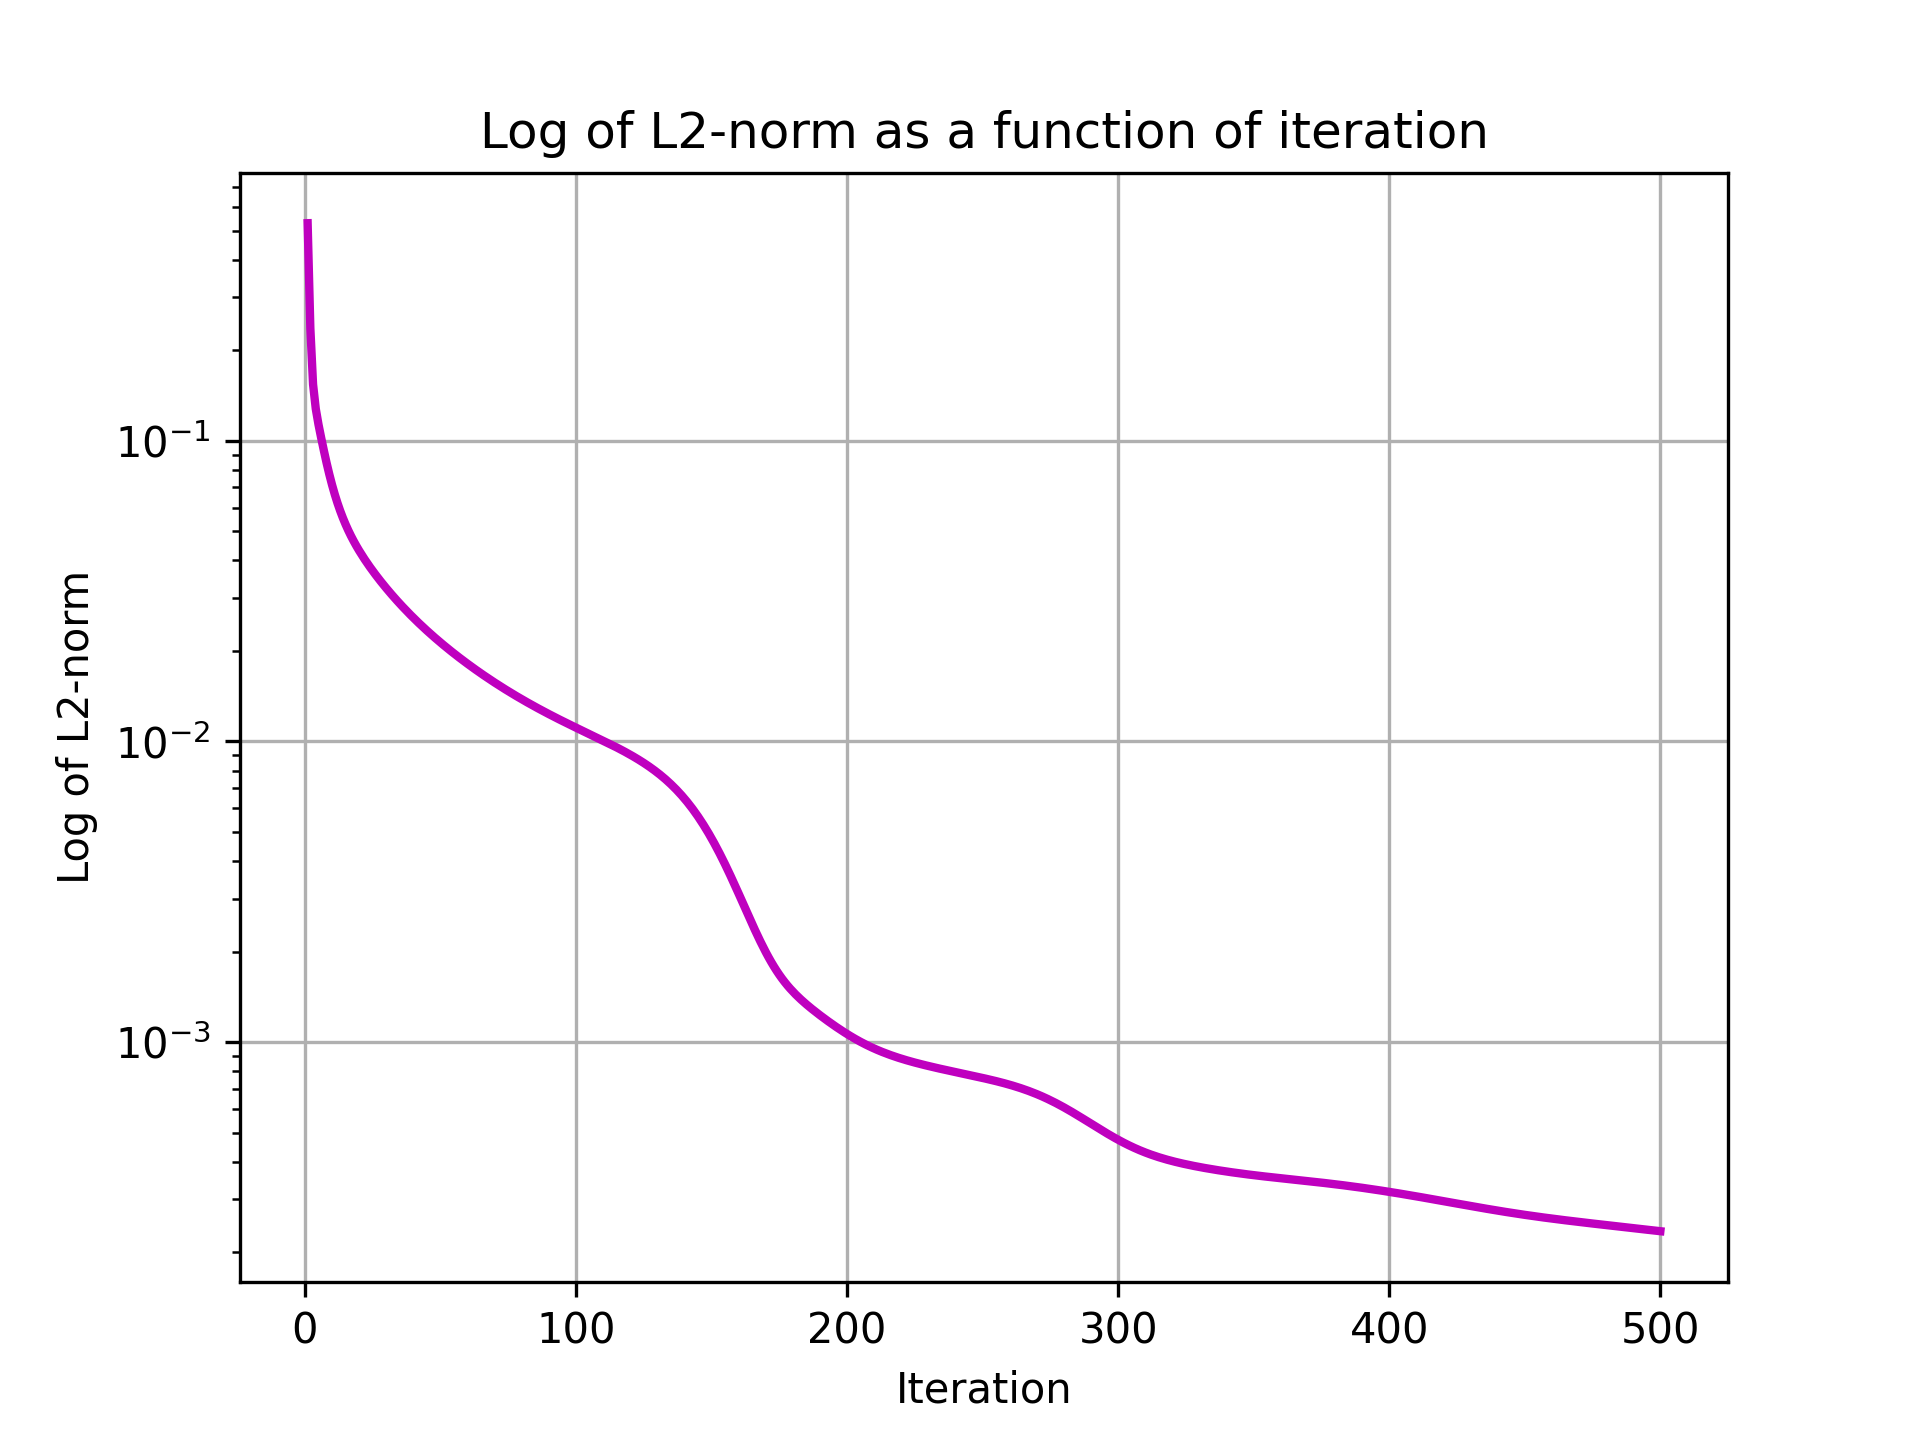 Log of L2-norm as a function of iteration
Log of L2-norm
10⁻¹
10⁻²
10⁻³
0 100 200 300 400 500
Iteration